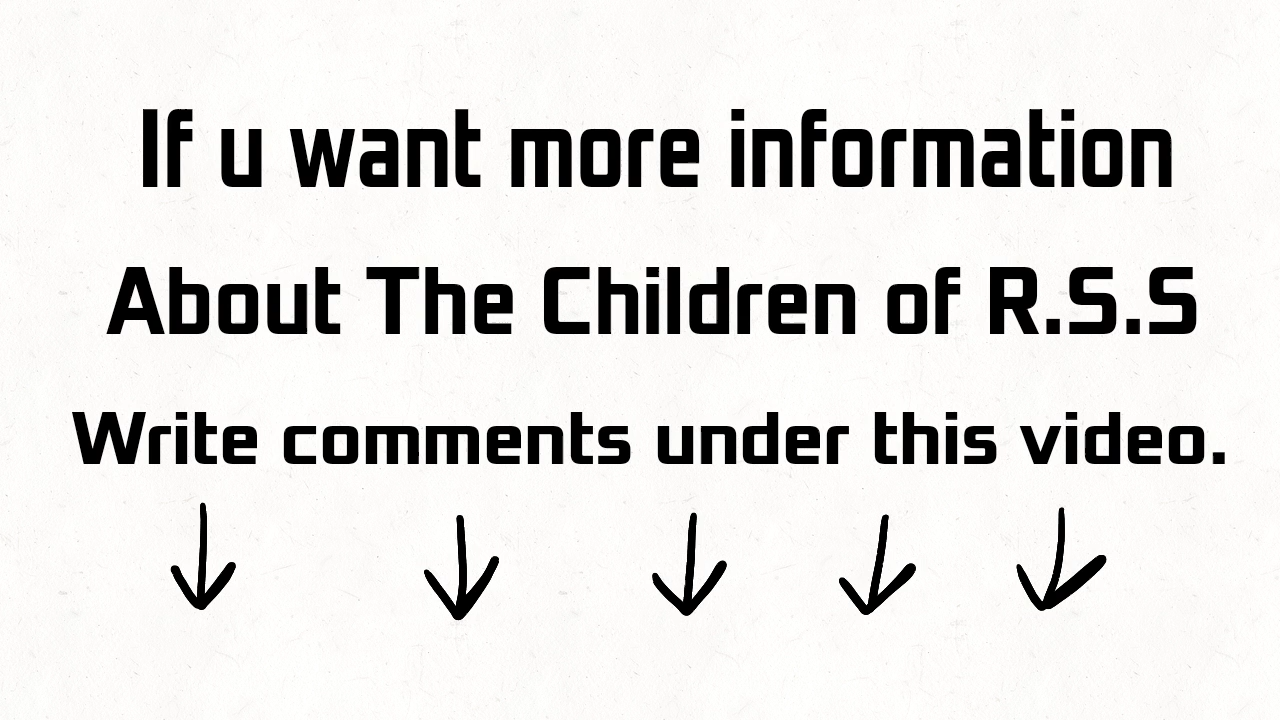 If u want more information
About The Children of R.S.S
Write comments under this video.